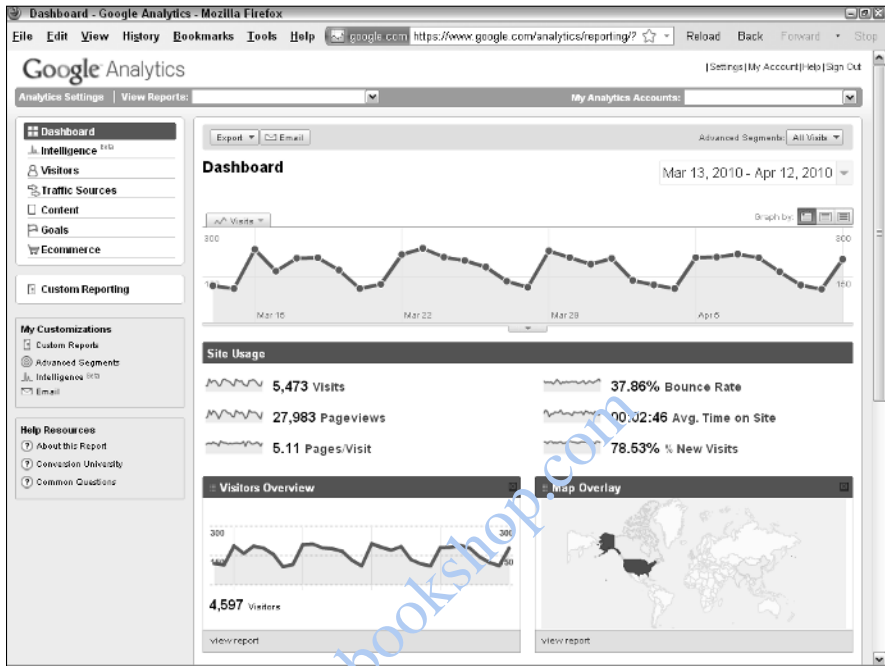 Dashboard - Google Analytics - Mozilla Firefox
File Edit View History Bookmarks Tools Help google.com https://www.google.com/analytics/reporting/? Reload Back Forward Stop
Google Analytics
| Settings | My Account | Help | Sign Out
Analytics Settings | View Reports: My Analytics Accounts:
Dashboard
Intelligence Beta
Visitors
Traffic Sources
Content
Goals
Ecommerce
Custom Reporting
My Customizations
Custom Reports
Advanced Segments
Intelligence Beta
Email
Help Resources
About this Report
Conversion University
Common Questions
Export Email Advanced Segments: All Visits
Dashboard
Mar 13, 2010 - Apr 12, 2010
Visits Graph by:
300 300
150
Mar 15 Mar 22 Mar 29 Apr 5
Site Usage
5,473 Visits 37.86% Bounce Rate
27,983 Pageviews 00:02:46 Avg. Time on Site
5.11 Pages/Visit 78.53% % New Visits
Visitors Overview
300 300
4,597 Visitors
view report
Map Overlay
view report
bookshop.com